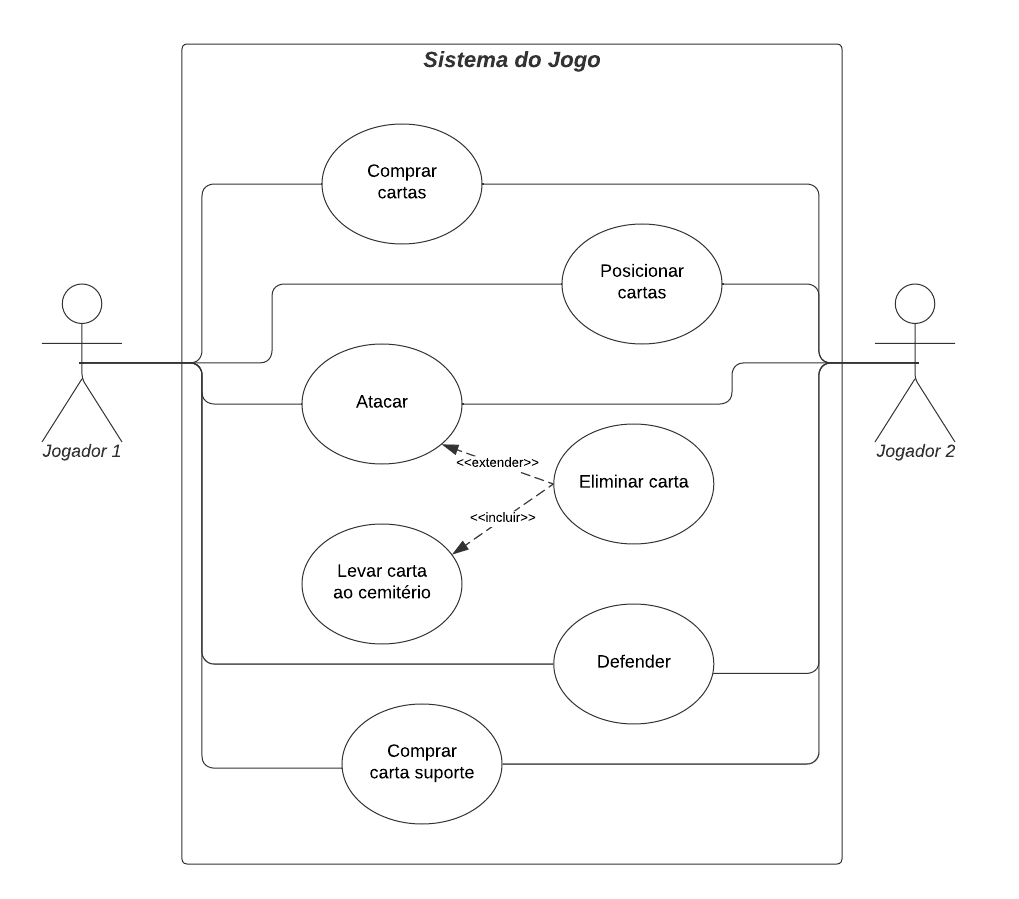 Sistema do Jogo
Comprar
cartas
Posicionar
cartas
Atacar
Jogador 1
Jogador 2
<<extender>>
Eliminar carta
<<incluir>>
Levar carta
ao cemitério
Defender
Comprar
carta suporte